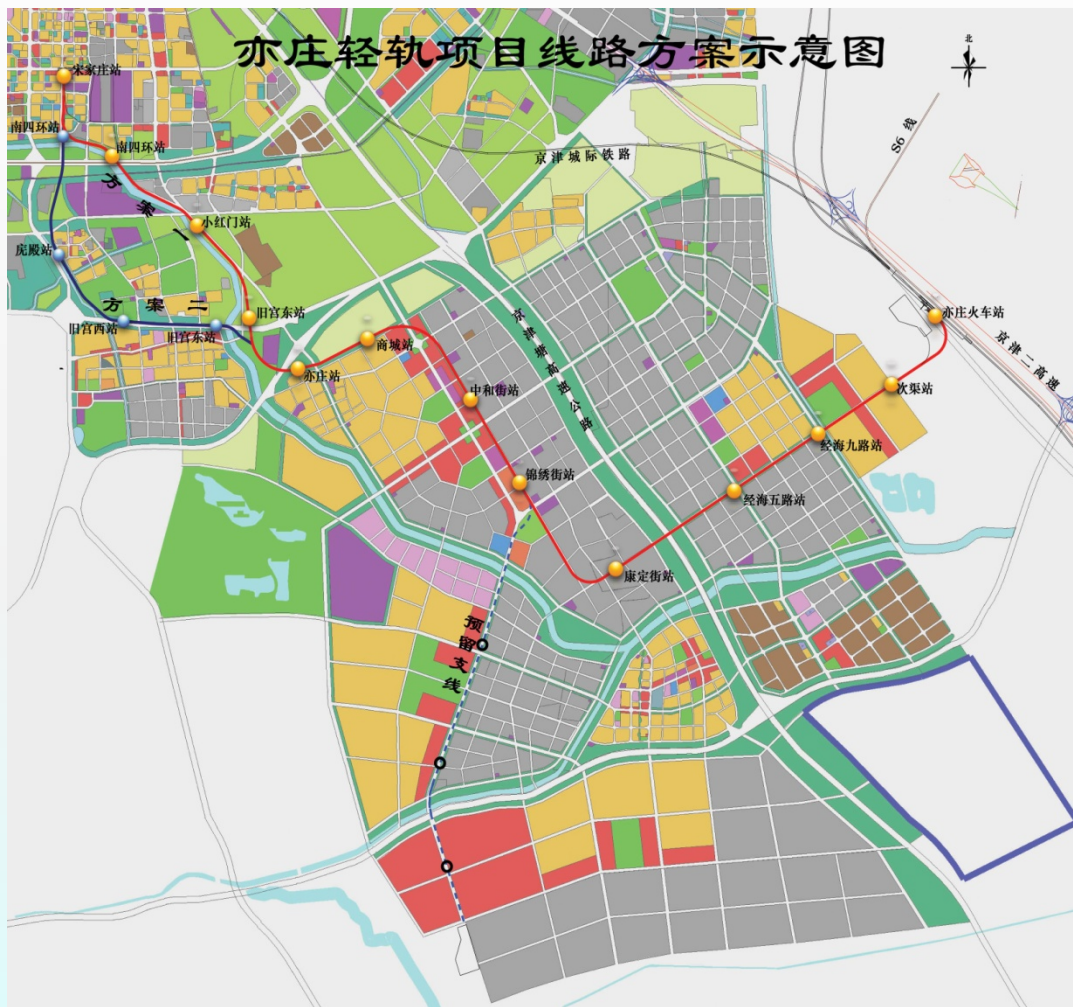 亦庄轻轨项目线路方案示意图
北
宋家庄站
S6 线
南四环站
南四环站
京津城际铁路
方案一
小红门站
庑殿站
方案二
旧宫东站
旧宫西站
旧宫东站
亦庄站
商城站
京津塘高速公路
亦庄火车站
京津二高速
次渠站
中和街站
经海九路站
锦绣街站
经海五路站
康定街站
预留支线